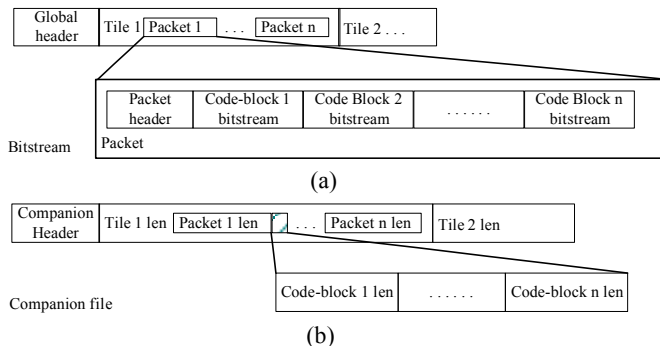 Global
header
Tile 1 Packet 1 . . . Packet n Tile 2 . . .
Packet
header
Code-block 1
bitstream
Code Block 2
bitstream
. . . . . .
Code Block n
bitstream
Packet
Bitstream
(a)
Companion
Header
Tile 1 len Packet 1 len . . . Packet n len Tile 2 len
Code-block 1 len . . . . . . Code-block n len
Companion file
(b)